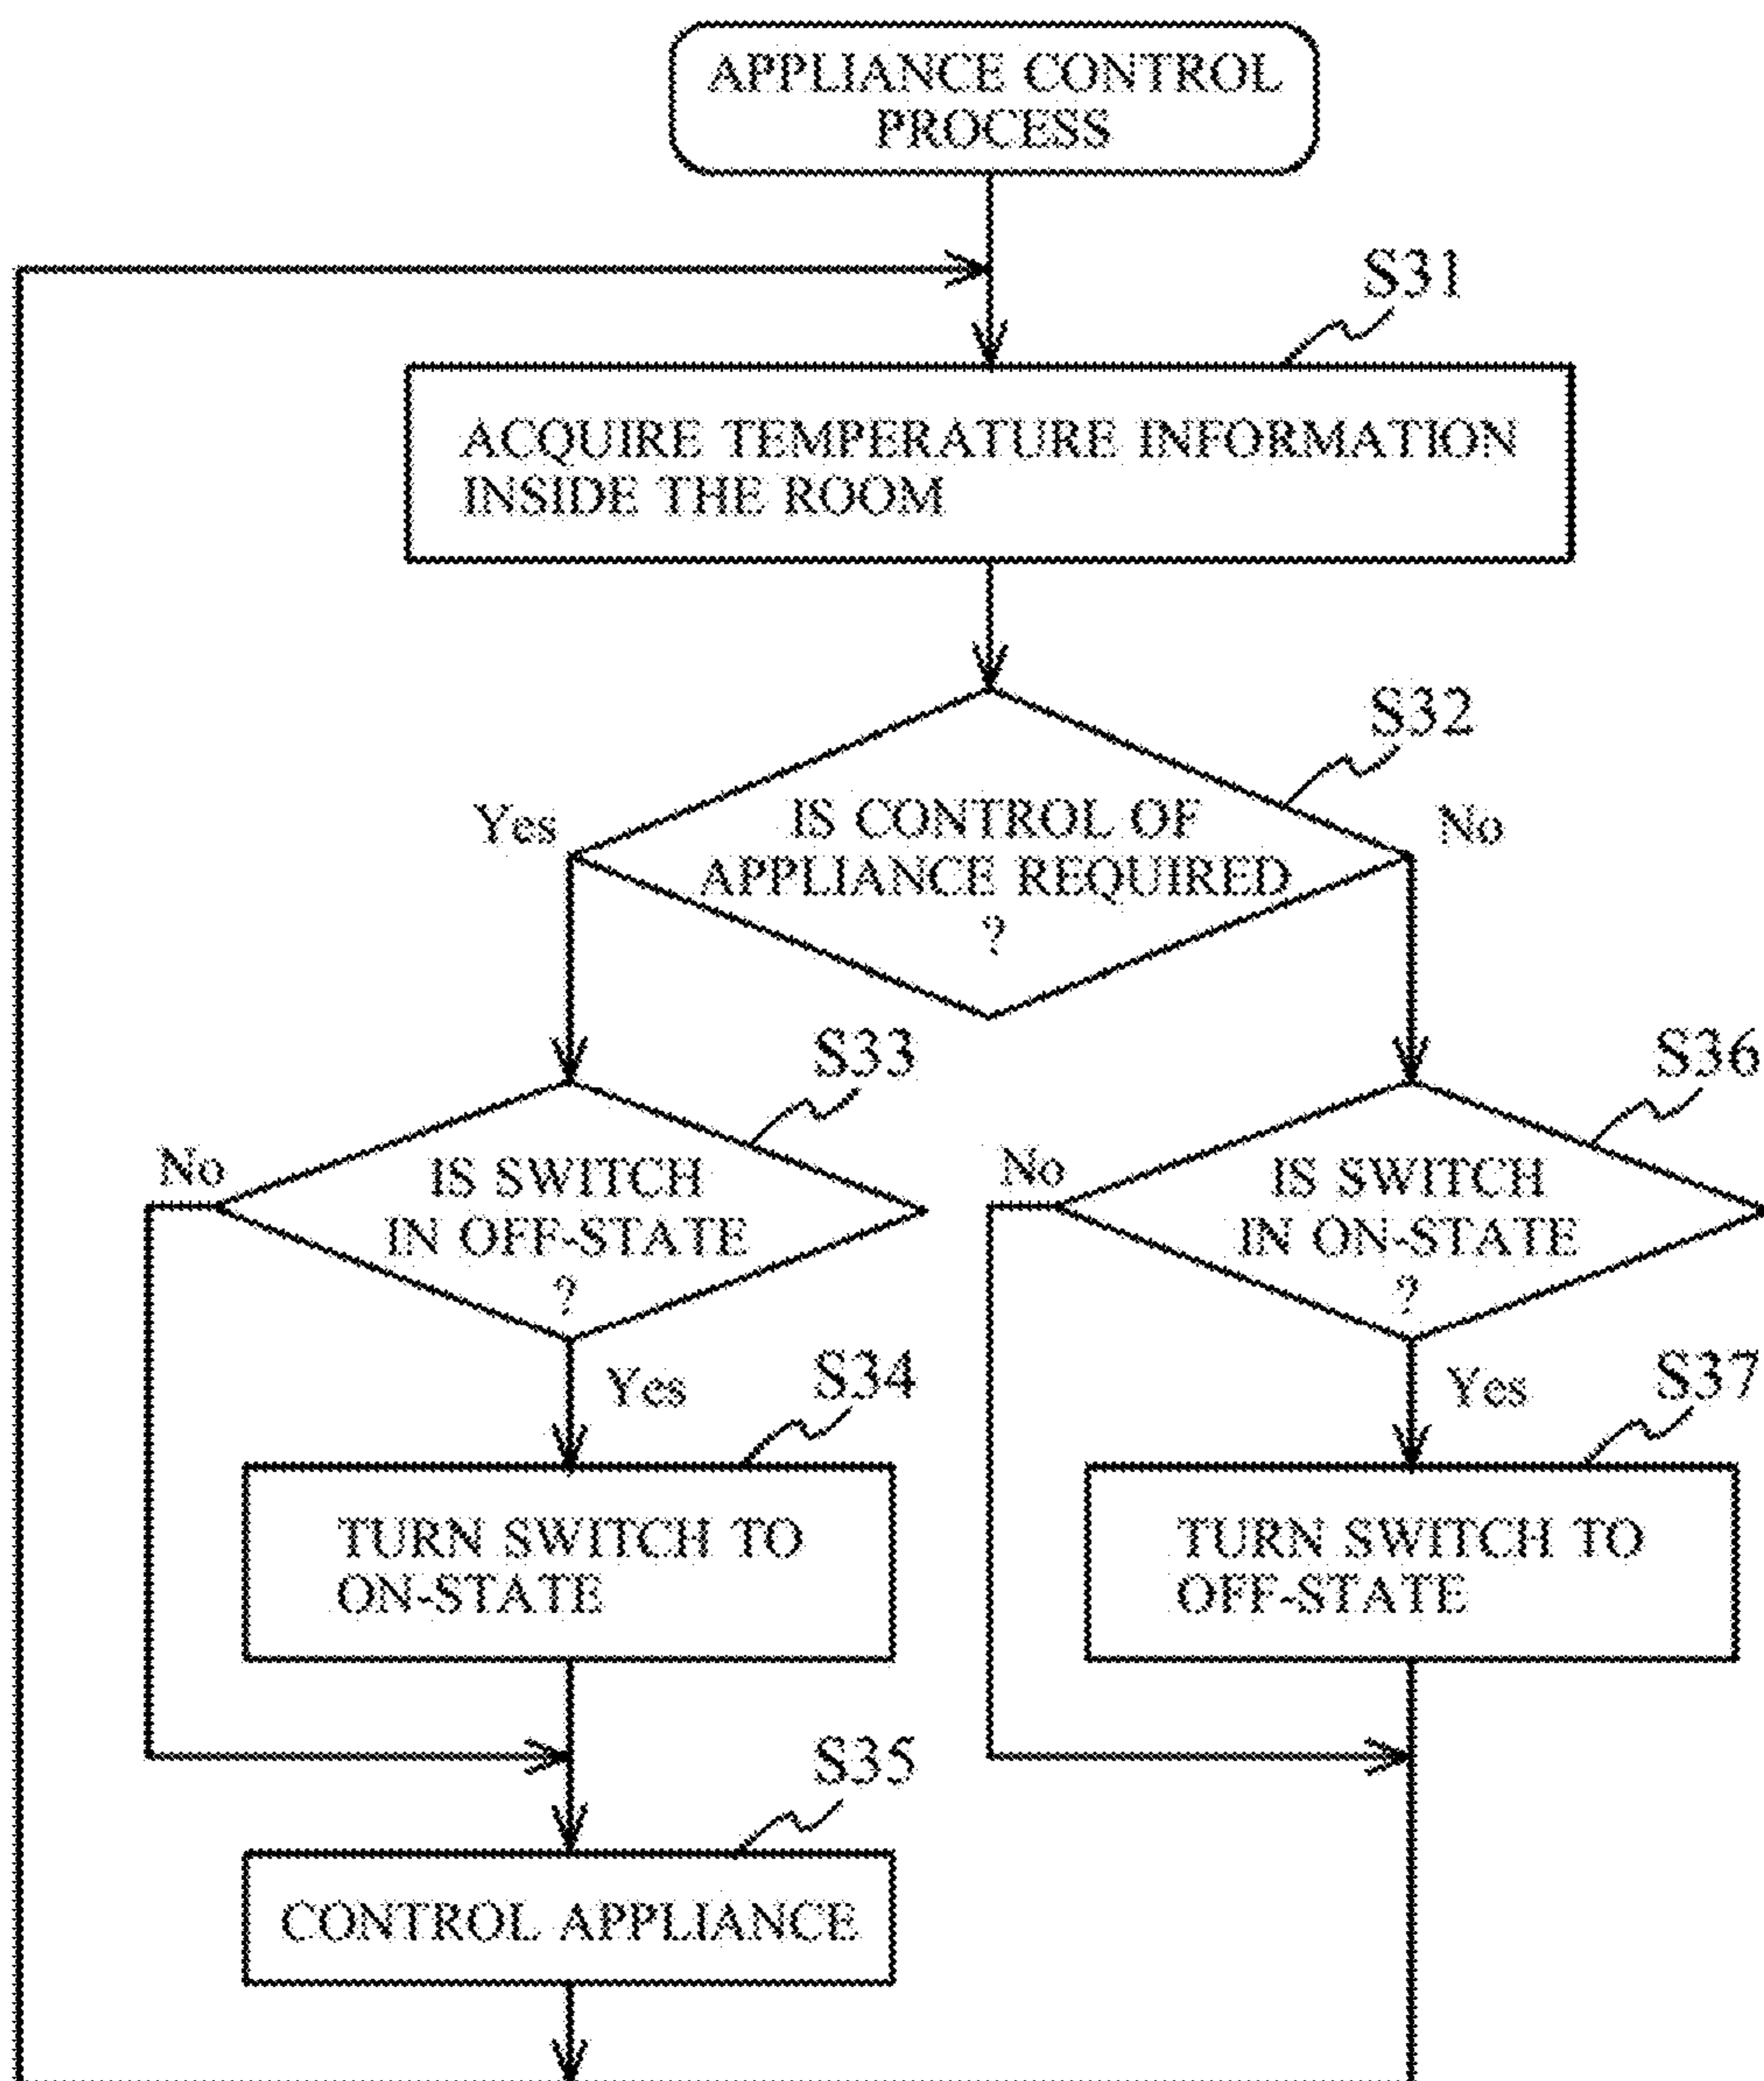 APPLIANCE CONTROL
PROCESS
S31
ACQUIRE TEMPERATURE INFORMATION
INSIDE THE ROOM
S32
Yes
IS CONTROL OF
APPLIANCE REQUIRED
?
No
S33
No
IS SWITCH
IN OFF-STATE
?
Yes
S34
TURN SWITCH TO
ON-STATE
S35
CONTROL APPLIANCE
S36
No
IS SWITCH
IN ON-STATE
?
Yes
S37
TURN SWITCH TO
OFF-STATE